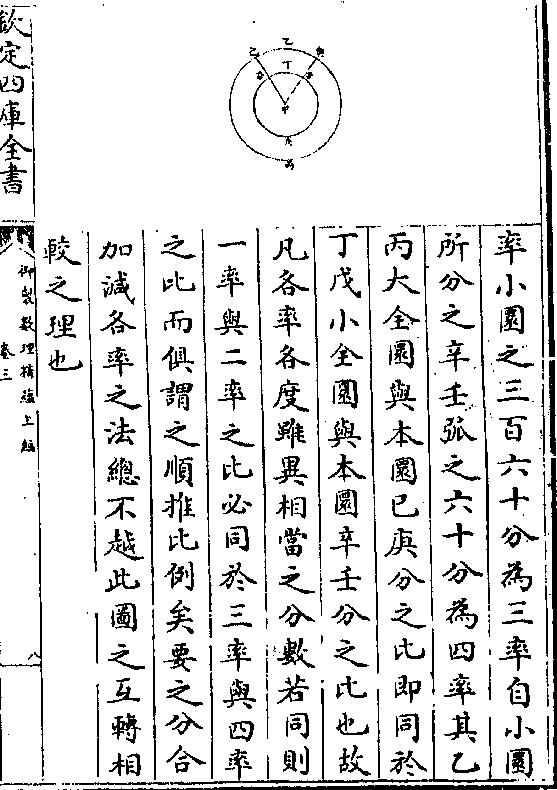 率小圜之三百六十分為三率自小圜
所分之辛壬弧之六十分為四率其乙
丙大全圜與本圜已庚分之比即同於
丁戊小全圜與本圜辛壬分之比也故
凡各率各度雖異相當之分數若同則
一率與二率之比必同於三率與四率
之比而俱謂之順推比例矣要之分合
加減各率之法總不越此圖之互轉相
較之理也
欽定四庫全書
御製數理精蘊上編
卷三
八
乙
己
庚
丁
甲
戊
丙